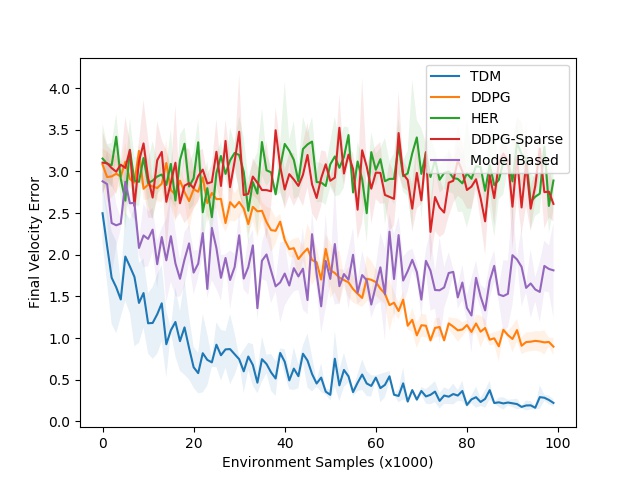 4.0
3.5
3.0
2.5
2.0
1.5
1.0
0.5
0.0
Final Velocity Error
TDM
DDPG
HER
DDPG-Sparse
Model Based
0 20 40 60 80 100
Environment Samples (x1000)